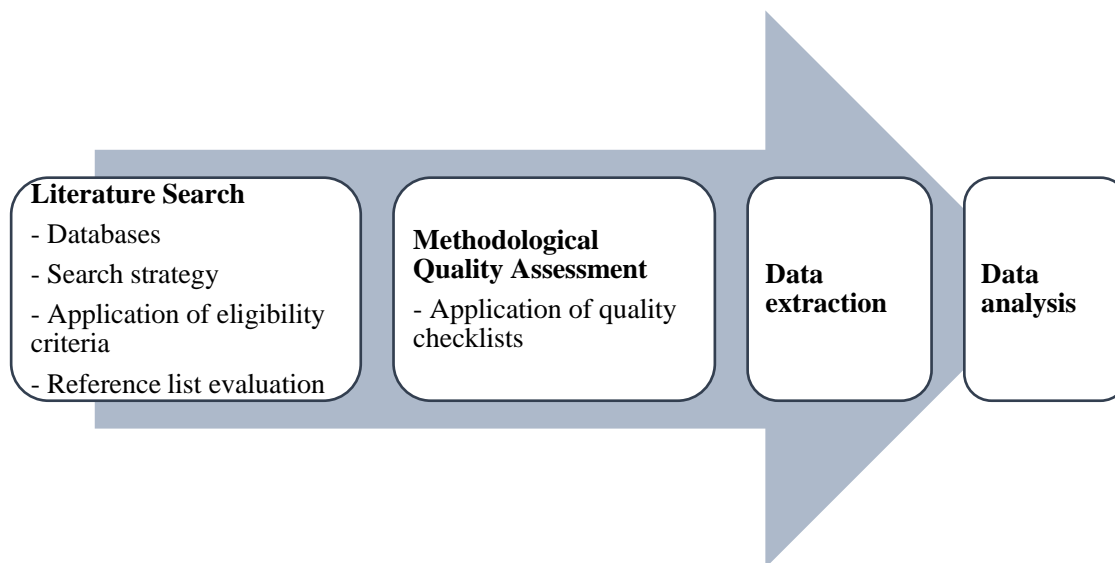 Literature Search
- Databases
- Search strategy
- Application of eligibility
criteria
- Reference list evaluation
Methodological
Quality Assessment
- Application of quality
checklists
Data
extraction
Data
analysis